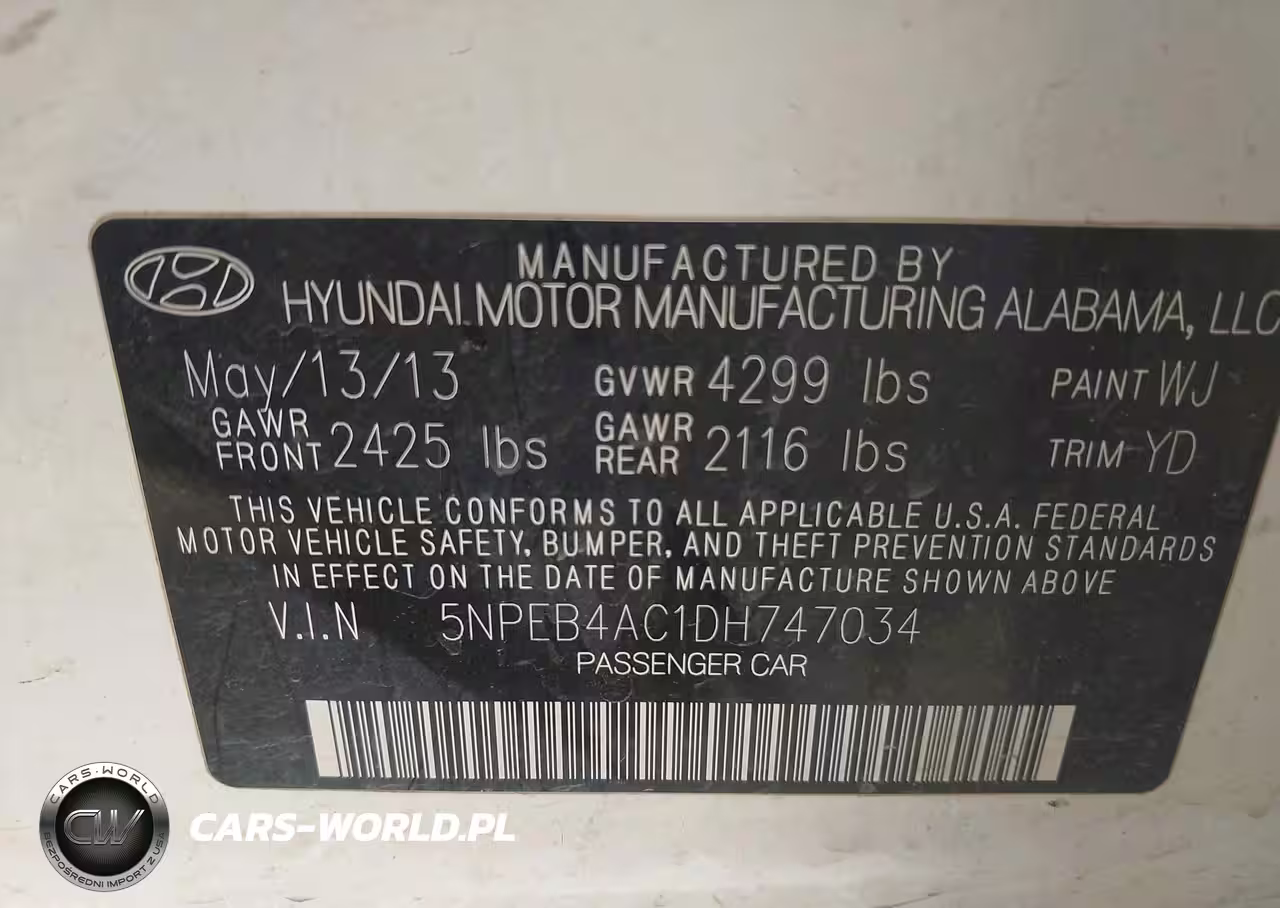 MANUFACTURED BY
HYUNDAI MOTOR MANUFACTURING ALABAMA, LLC
May/13/13 GVWR 4299 lbs PAINT WJ
GAWR FRONT 2425 lbs GAWR REAR 2116 lbs TRIM YD
THIS VEHICLE CONFORMS TO ALL APPLICABLE U.S.A. FEDERAL
MOTOR VEHICLE SAFETY, BUMPER, AND THEFT PREVENTION STANDARDS
IN EFFECT ON THE DATE OF MANUFACTURE SHOWN ABOVE
V.I.N 5NPEB4AC1DH747034
PASSENGER CAR
CARS-WORLD
CW
BEZPOŚREDNI IMPORT Z USA
CARS-WORLD.PL